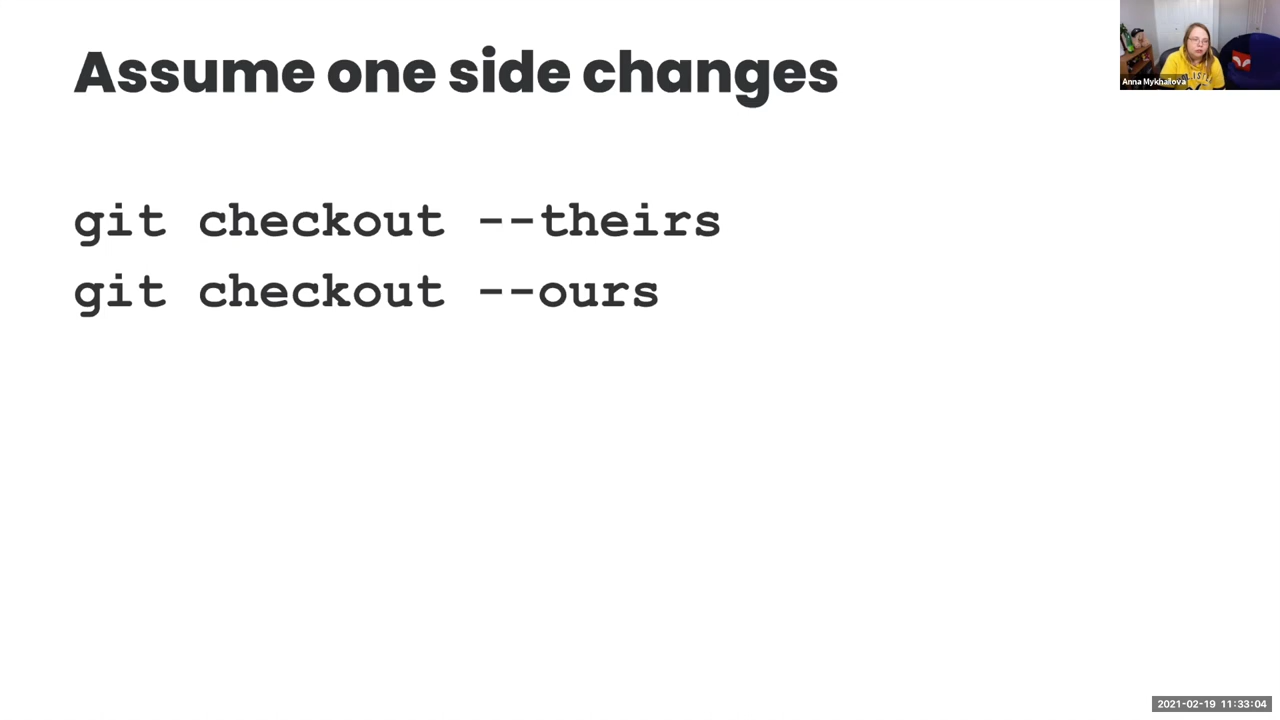 Assume one side changes
git checkout --theirs
git checkout --ours
Anna Mykhailova
2021-02-19 11:33:04